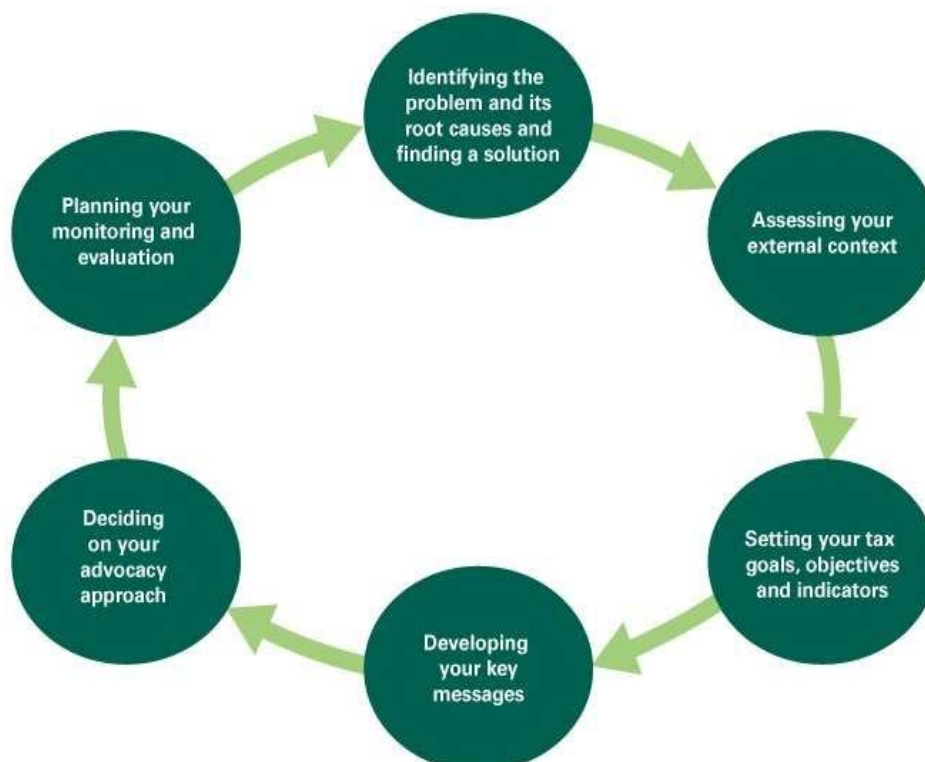 Identifying the
problem and its
root causes and
finding a solution
Assessing your
external context
Setting your tax
goals, objectives
and indicators
Developing
your key
messages
Deciding
on your
advocacy
approach
Planning your
monitoring and
evaluation